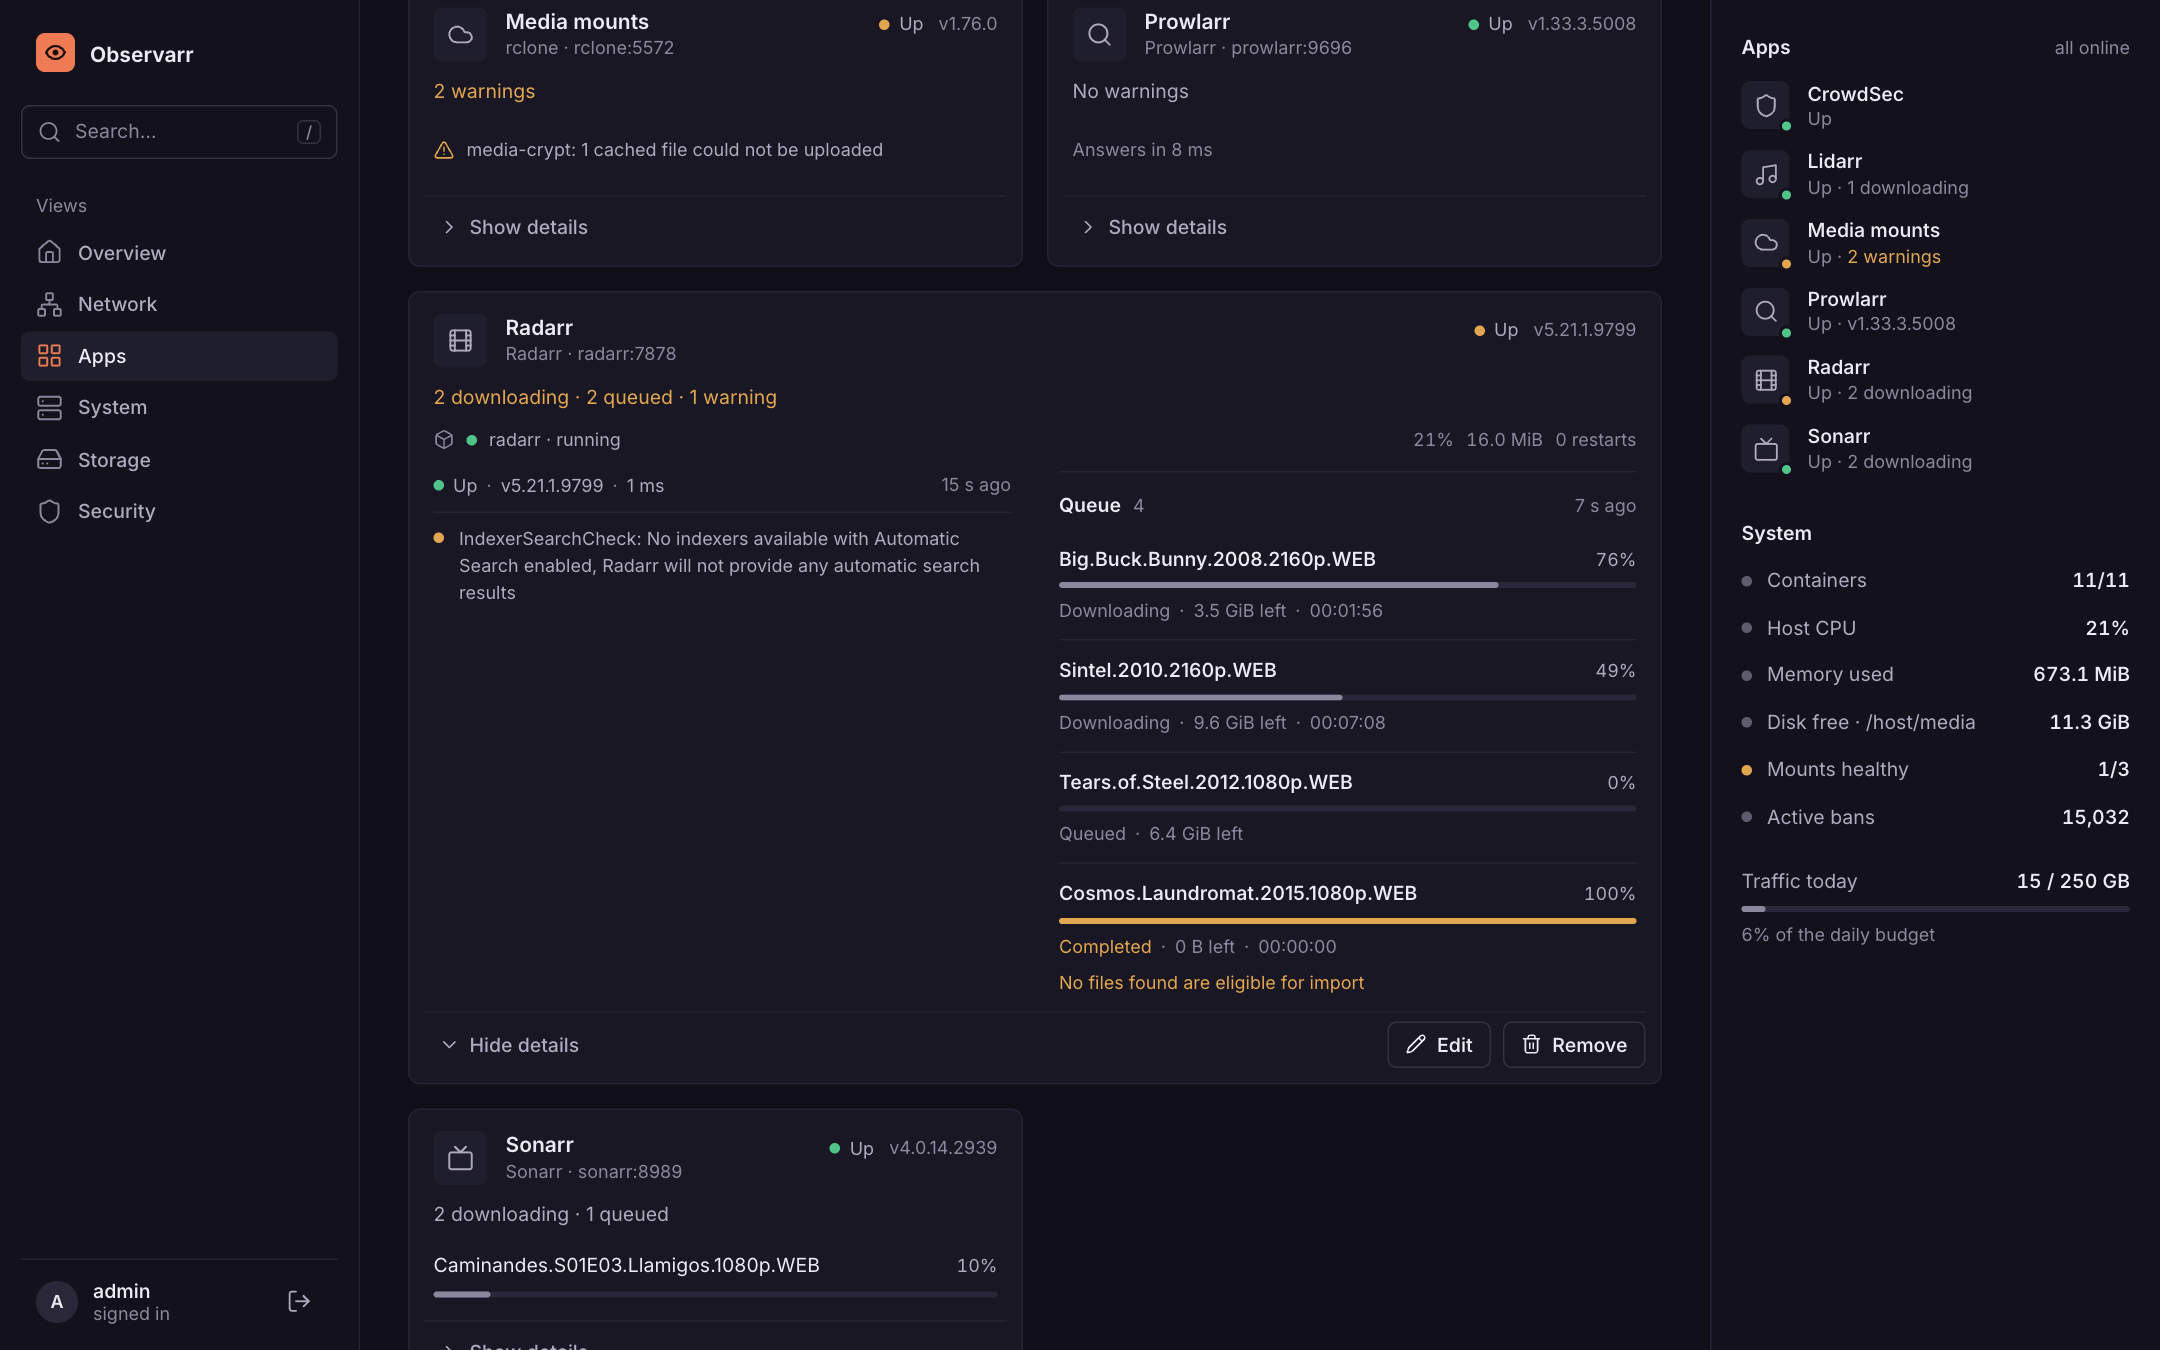 Observarr
Search...
/
Views
Overview
Network
Apps
System
Storage
Security
A
admin
signed in
Media mounts
rclone · rclone:5572
Up v1.76.0
2 warnings
media-crypt: 1 cached file could not be uploaded
Show details
Prowlarr
Prowlarr · prowlarr:9696
Up v1.33.3.5008
No warnings
Answers in 8 ms
Show details
Radarr
Radarr · radarr:7878
Up v5.21.1.9799
2 downloading · 2 queued · 1 warning
radarr · running
21% 16.0 MiB 0 restarts
Up · v5.21.1.9799 · 1 ms
15 s ago
IndexerSearchCheck: No indexers available with Automatic
Search enabled, Radarr will not provide any automatic search
results
Queue 4
7 s ago
Big.Buck.Bunny.2008.2160p.WEB
76%
Downloading · 3.5 GiB left · 00:01:56
Sintel.2010.2160p.WEB
49%
Downloading · 9.6 GiB left · 00:07:08
Tears.of.Steel.2012.1080p.WEB
0%
Queued · 6.4 GiB left
Cosmos.Laundromat.2015.1080p.WEB
100%
Completed · 0 B left · 00:00:00
No files found are eligible for import
Hide details
Edit
Remove
Sonarr
Sonarr · sonarr:8989
Up v4.0.14.2939
2 downloading · 1 queued
Caminandes.S01E03.Llamigos.1080p.WEB
10%
Show details
Apps
all online
CrowdSec
Up
Lidarr
Up · 1 downloading
Media mounts
Up · 2 warnings
Prowlarr
Up · v1.33.3.5008
Radarr
Up · 2 downloading
Sonarr
Up · 2 downloading
System
Containers 11/11
Host CPU 21%
Memory used 673.1 MiB
Disk free · /host/media 11.3 GiB
Mounts healthy 1/3
Active bans 15,032
Traffic today 15 / 250 GB
6% of the daily budget